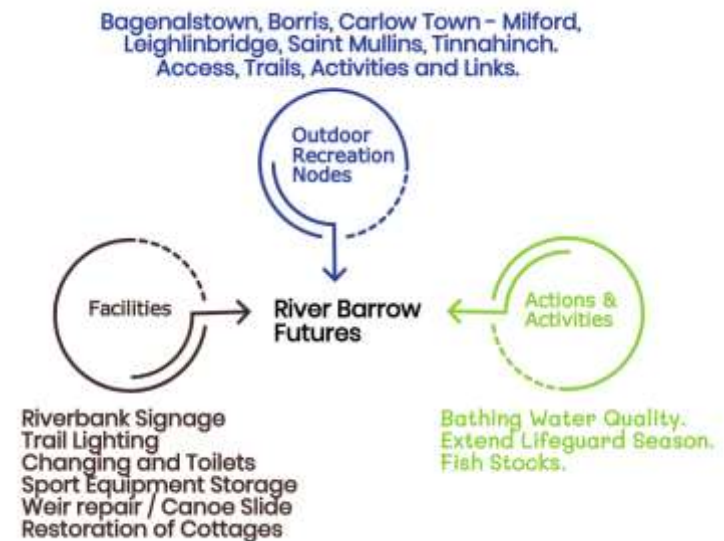 Bagenalstown, Borris, Carlow Town - Milford,
Leighlinbridge, Saint Mullins, Tinnahinch.
Access, Trails, Activities and Links.
Outdoor
Recreation
Nodes
Facilities
River Barrow
Futures
Actions &
Activities
Riverbank Signage
Trail Lighting
Changing and Toilets
Sport Equipment Storage
Weir repair / Canoe Slide
Restoration of Cottages
Bathing Water Quality.
Extend Lifeguard Season.
Fish Stocks.